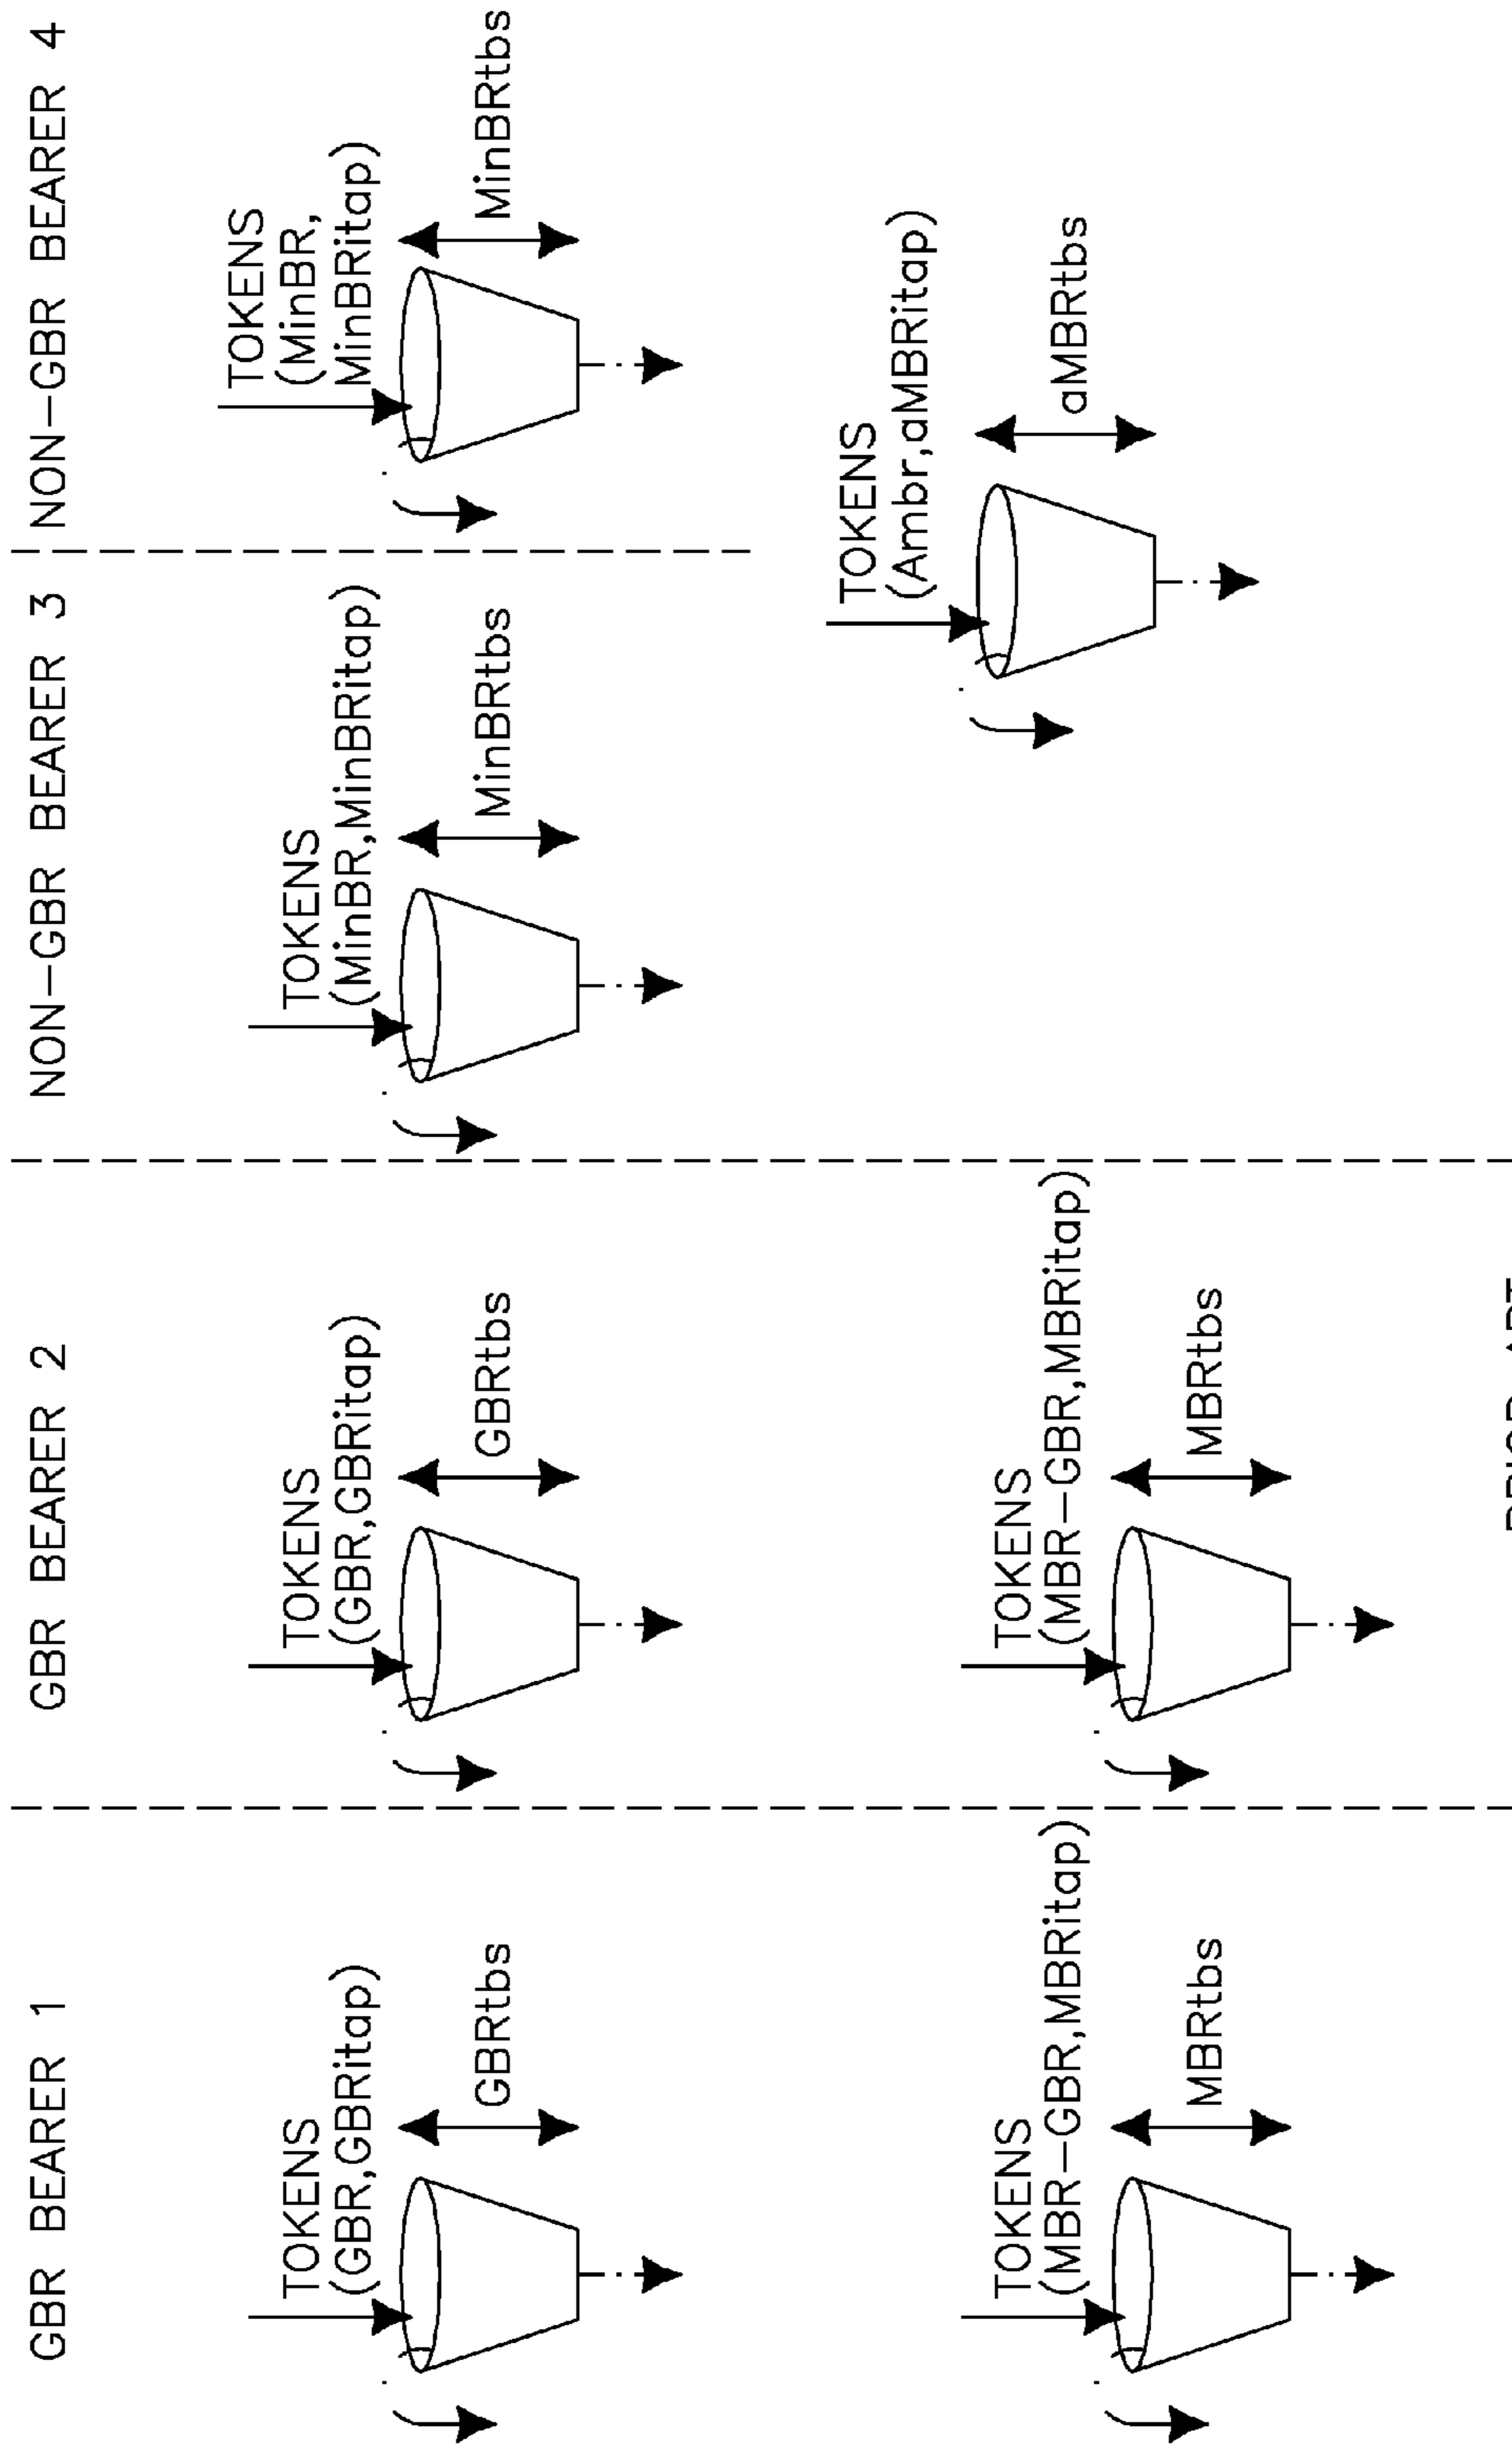 GBR BEARER 1
TOKENS
(GBR,GBRitap)
GBRtbs
TOKENS
(MBR-GBR,MBRitap)
MBRtbs
GBR BEARER 2
TOKENS
(GBR,GBRitap)
GBRtbs
TOKENS
(MBR-GBR,MBRitap)
MBRtbs
NON-GBR BEARER 3
TOKENS
(MinBR,MinBRitap)
MinBRtbs
NON-GBR BEARER 4
TOKENS
(MinBR,
MinBRitap)
MinBRtbs
TOKENS
(Ambr,aMBRitap)
aMBRtbs